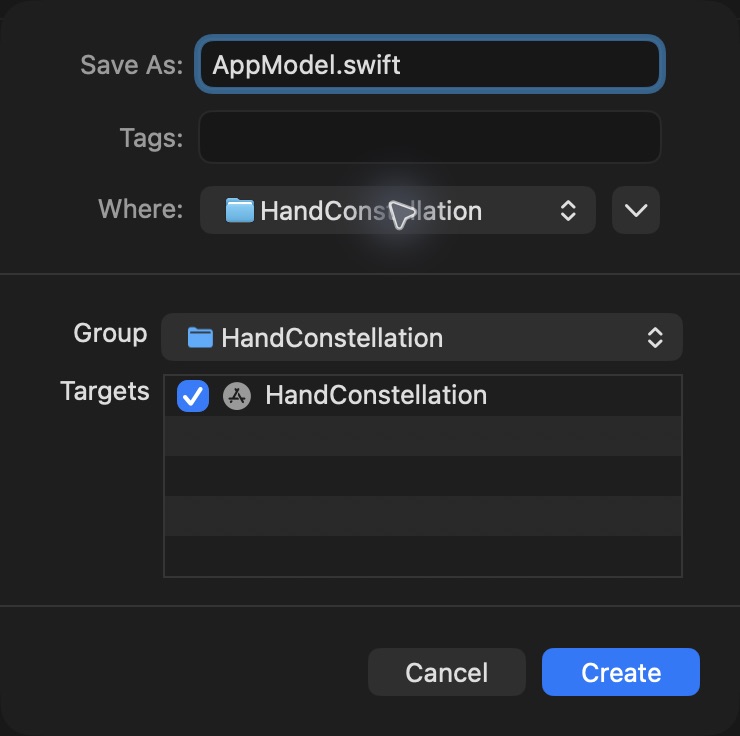 Save As: AppModel.swift
Tags:
Where: HandConstellation
Group HandConstellation
Targets HandConstellation
Cancel Create